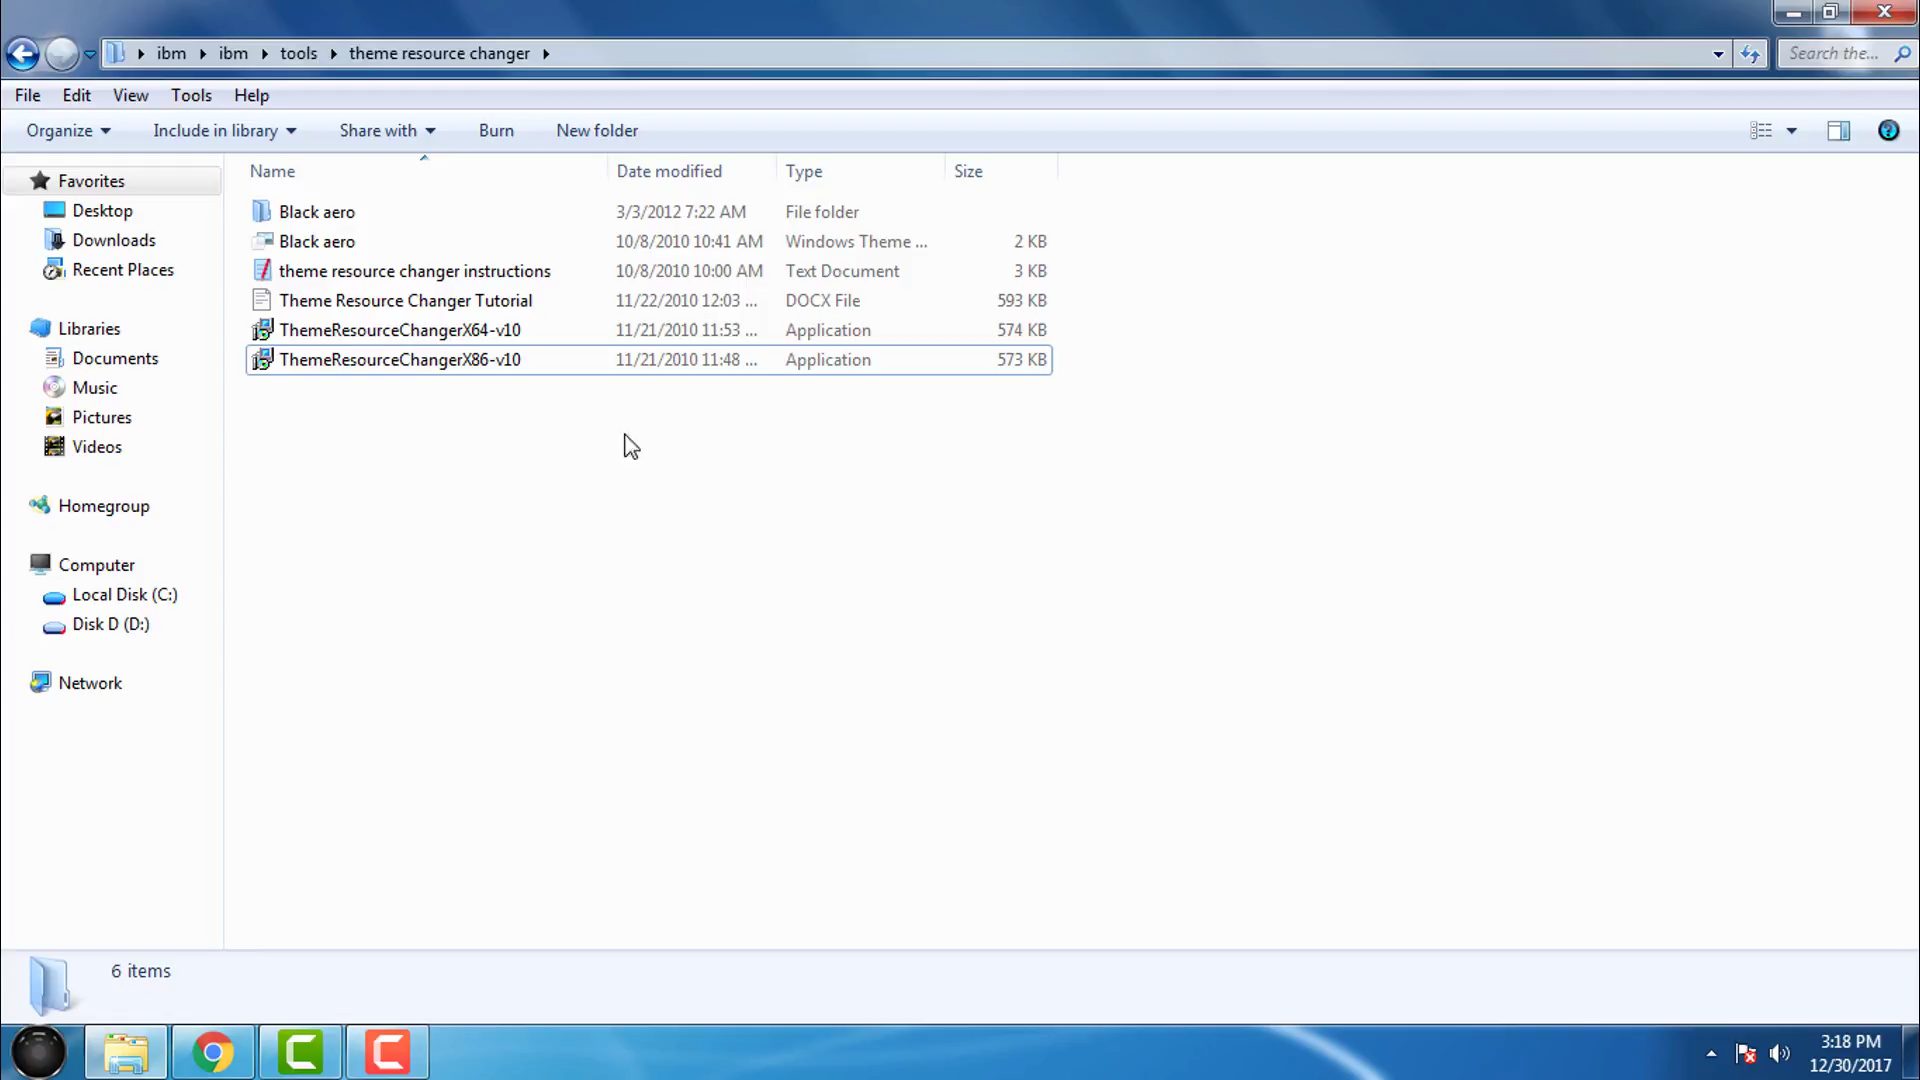 ibm ibm tools theme resource changer Search the...
File Edit View Tools Help
Organize Include in library Share with Burn New folder
Name Date modified Type Size
Favorites
Desktop
Downloads
Recent Places
Libraries
Documents
Music
Pictures
Videos
Homegroup
Computer
Local Disk (C:)
Disk D (D:)
Network
Black aero 3/3/2012 7:22 AM File folder
Black aero 10/8/2010 10:41 AM Windows Theme ... 2 KB
theme resource changer instructions 10/8/2010 10:00 AM Text Document 3 KB
Theme Resource Changer Tutorial 11/22/2010 12:03 ... DOCX File 593 KB
ThemeResourceChangerX64-v10 11/21/2010 11:53 ... Application 574 KB
ThemeResourceChangerX86-v10 11/21/2010 11:48 ... Application 573 KB
6 items
3:18 PM
12/30/2017